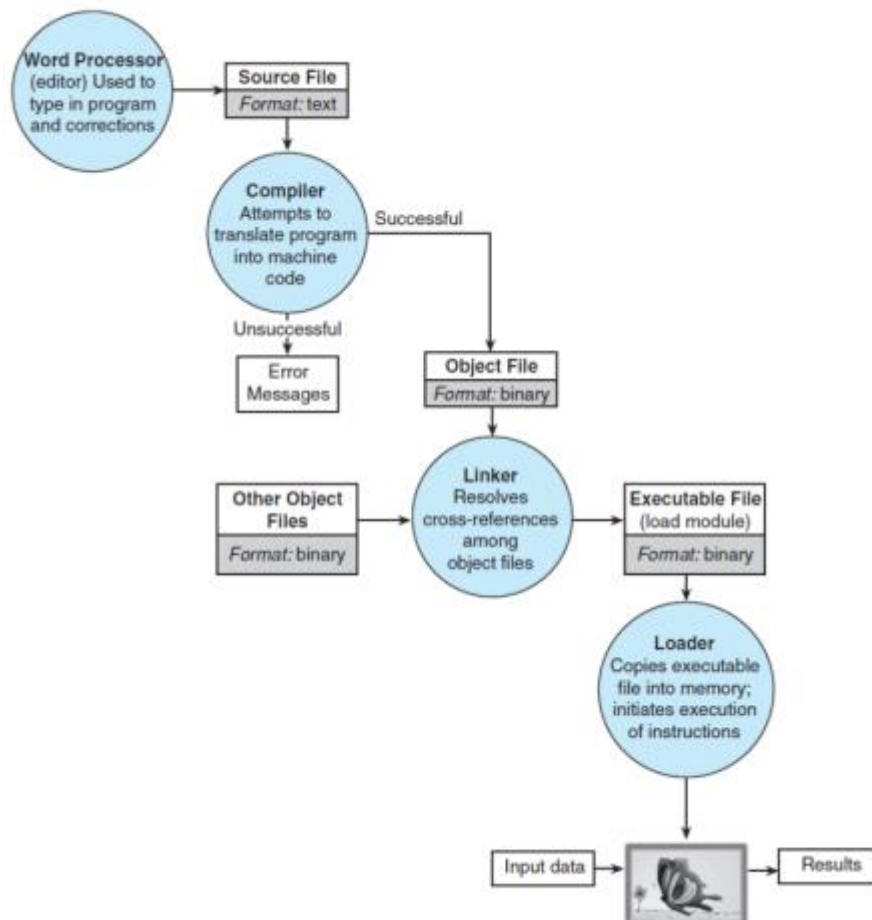 Word Processor
(editor) Used to
type in program
and corrections
Source File
Format: text
Compiler
Attempts to
translate program
into machine
code
Successful
Unsuccessful
Error
Messages
Object File
Format: binary
Other Object
Files
Format: binary
Linker
Resolves
cross-references
among
object files
Executable File
(load module)
Format: binary
Loader
Copies executable
file into memory;
initiates execution
of instructions
Input data
Results